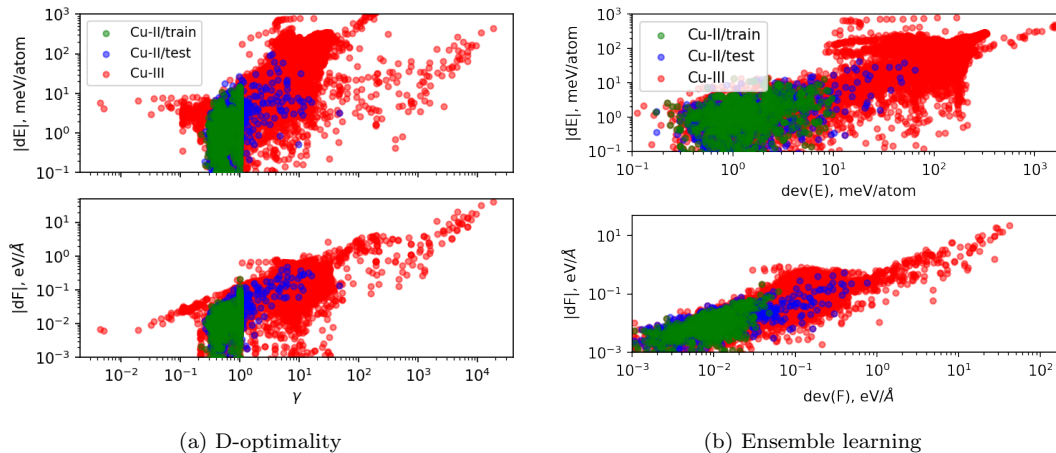 10³
10²
10¹
10⁰
10⁻¹
|dE|, meV/atom
Cu-II/train
Cu-II/test
Cu-III
10¹
10⁰
10⁻¹
10⁻²
10⁻³
|dF|, eV/Å
10⁻² 10⁻¹ 10⁰ 10¹ 10² 10³ 10⁴
γ
(a) D-optimality
10³
10²
10¹
10⁰
10⁻¹
|dE|, meV/atom
Cu-II/train
Cu-II/test
Cu-III
10⁻¹ 10⁰ 10¹ 10² 10³
dev(E), meV/atom
10¹
10⁻¹
10⁻³
|dF|, eV/Å
10⁻³ 10⁻² 10⁻¹ 10⁰ 10¹ 10²
dev(F), eV/Å
(b) Ensemble learning